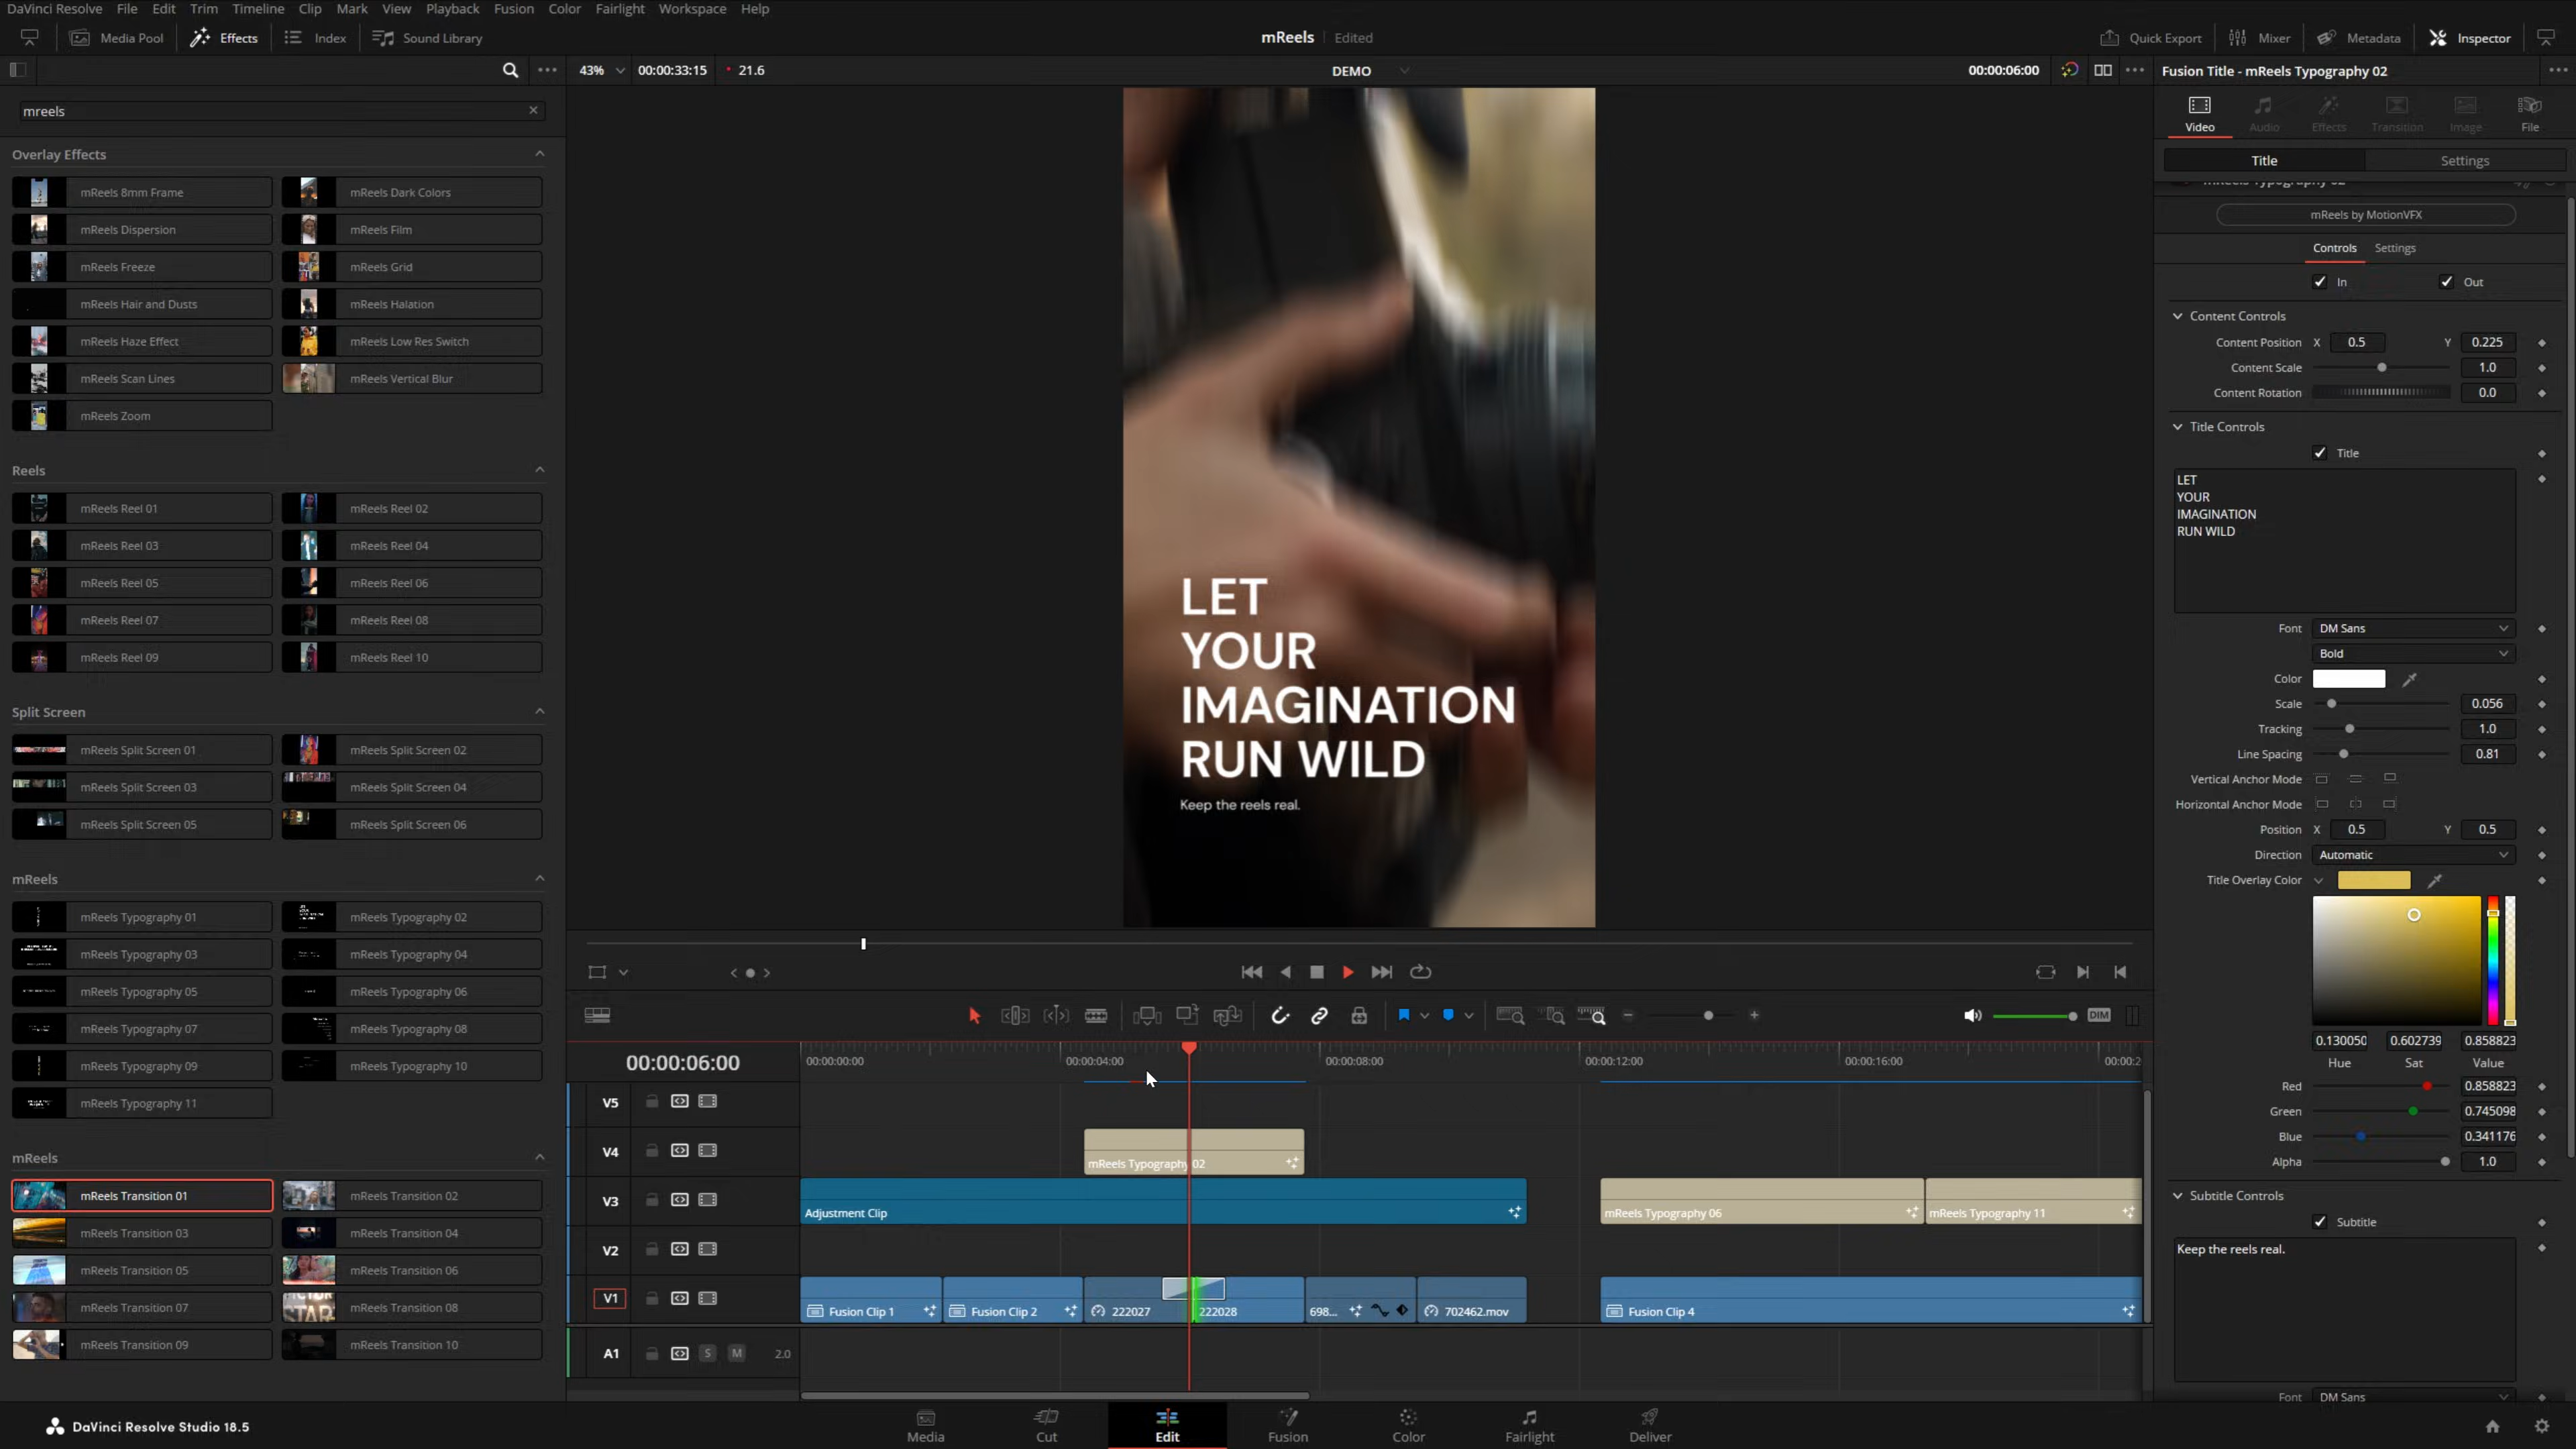 DaVinci Resolve File Edit Trim Timeline Clip Mark View Playback Fusion Color Fairlight Workspace Help
Media Pool Effects Index Sound Library
mReels Edited
Quick Export Mixer Metadata Inspector
43% 00:00:33:15 21.6
DEMO
00:00:06:00
Fusion Title - mReels Typography 02
mreels
Overlay Effects
mReels 8mm Frame mReels Dark Colors
mReels Dispersion mReels Film
mReels Freeze mReels Grid
mReels Hair and Dusts mReels Halation
mReels Haze Effect mReels Low Res Switch
mReels Scan Lines mReels Vertical Blur
mReels Zoom
Reels
mReels Reel 01 mReels Reel 02
mReels Reel 03 mReels Reel 04
mReels Reel 05 mReels Reel 06
mReels Reel 07 mReels Reel 08
mReels Reel 09 mReels Reel 10
Split Screen
mReels Split Screen 01 mReels Split Screen 02
mReels Split Screen 03 mReels Split Screen 04
mReels Split Screen 05 mReels Split Screen 06
mReels
mReels Typography 01 mReels Typography 02
mReels Typography 03 mReels Typography 04
mReels Typography 05 mReels Typography 06
mReels Typography 07 mReels Typography 08
mReels Typography 09 mReels Typography 10
mReels Typography 11
mReels
mReels Transition 01 mReels Transition 02
mReels Transition 03 mReels Transition 04
mReels Transition 05 mReels Transition 06
mReels Transition 07 mReels Transition 08
mReels Transition 09 mReels Transition 10
LET
YOUR
IMAGINATION
RUN WILD
Keep the reels real.
DIM
00:00:06:00
00:00:00:00 00:00:04:00 00:00:08:00 00:00:12:00 00:00:16:00 00:00:2
V5
V4 mReels Typography 02
V3 Adjustment Clip mReels Typography 06 mReels Typography 11
V2
V1 Fusion Clip 1 Fusion Clip 2 222027 222028 698... 702462.mov Fusion Clip 4
A1 S M 2.0
Video Audio Effects Transition Image File
Title Settings
mReels Typography 02
mReels by MotionVFX
Controls Settings
In Out
Content Controls
Content Position X 0.5 Y 0.225
Content Scale 1.0
Content Rotation 0.0
Title Controls
Title
LET
YOUR
IMAGINATION
RUN WILD
Font DM Sans
Bold
Color
Scale 0.056
Tracking 1.0
Line Spacing 0.81
Vertical Anchor Mode
Horizontal Anchor Mode
Position X 0.5 Y 0.5
Direction Automatic
Title Overlay Color
0.130050 0.602739 0.858823
Hue Sat Value
Red 0.858823
Green 0.745098
Blue 0.341176
Alpha 1.0
Subtitle Controls
Subtitle
Keep the reels real.
Font DM Sans
DaVinci Resolve Studio 18.5
Media Cut Edit Fusion Color Fairlight Deliver